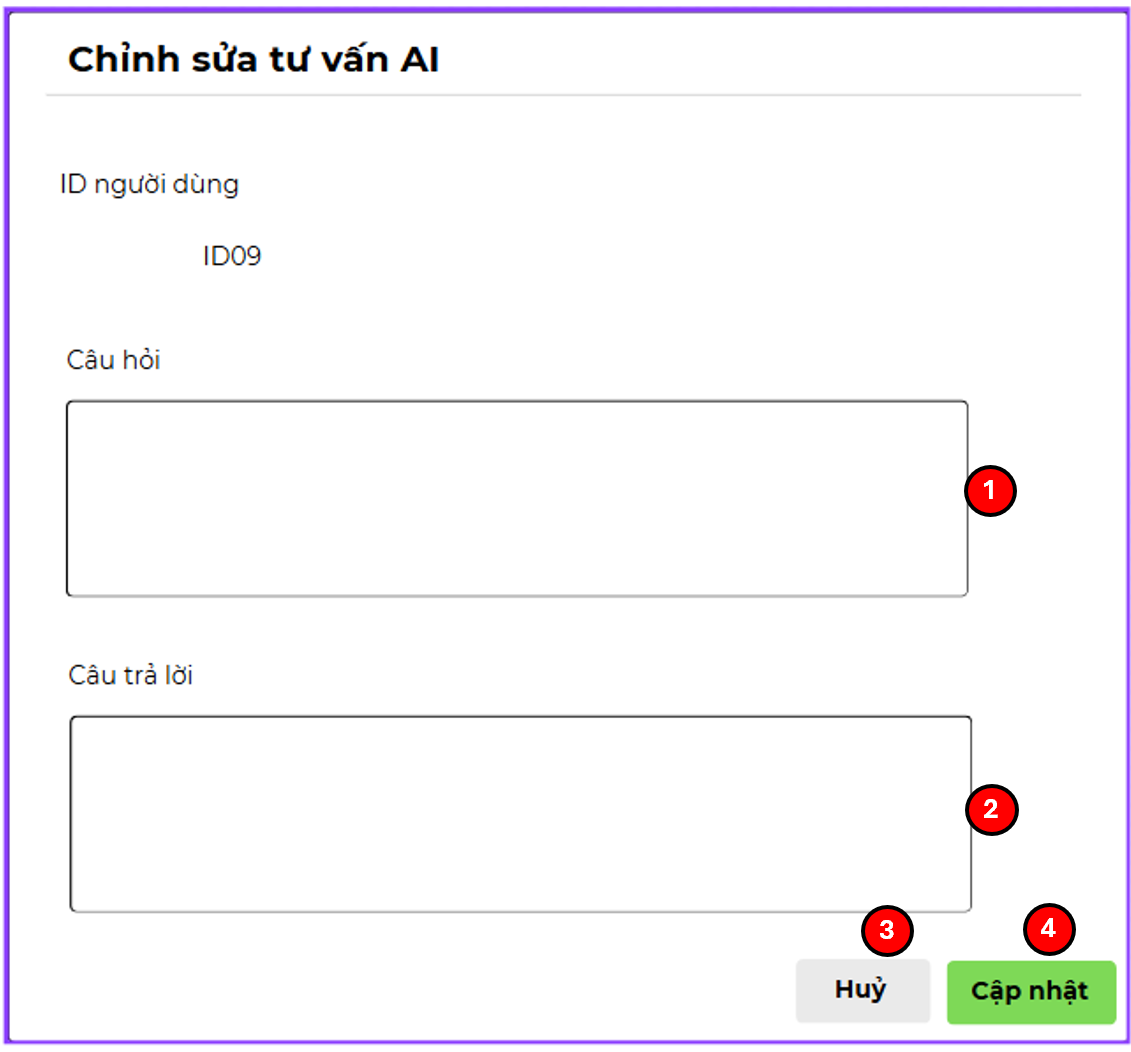 Chỉnh sửa tư vấn AI
ID người dùng
ID09
Câu hỏi
1
Câu trả lời
2
3
4
Huỷ
Cập nhật